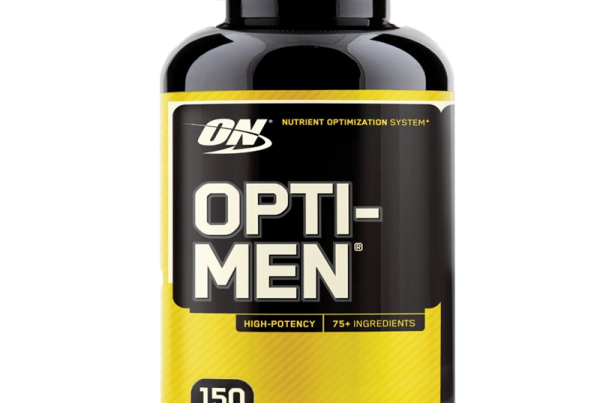 ON® NUTRIENT OPTIMIZATION SYSTEM*
OPTI-
MEN®
HIGH-POTENCY 75+ INGREDIENTS
150